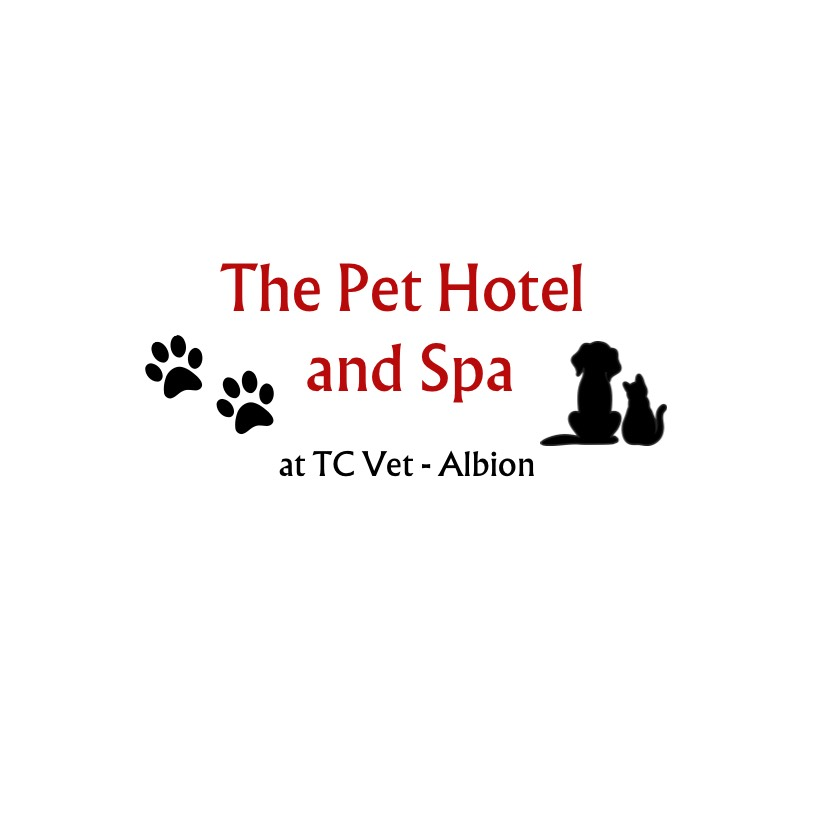 The Pet Hotel
and Spa
at TC Vet - Albion